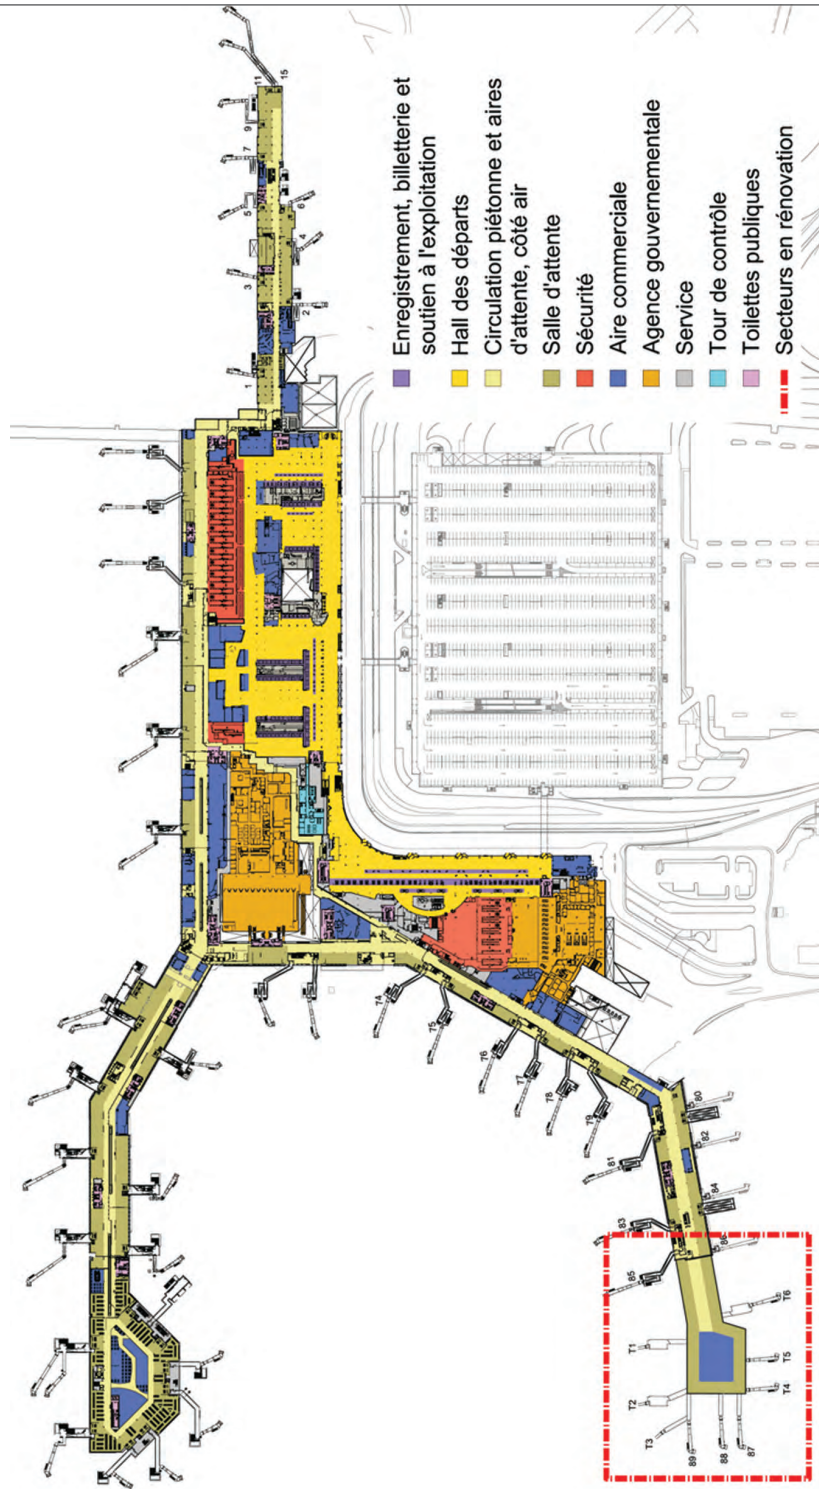 Enregistrement, billetterie et
soutien à l'exploitation
Hall des départs
Circulation piétonne et aires
d'attente, côté air
Salle d'attente
Sécurité
Aire commerciale
Agence gouvernementale
Service
Tour de contrôle
Toilettes publiques
Secteurs en rénovation
1
2
3
4
5
6
7
9
11
15
74
75
76
77
78
79
80
81
82
83
84
85
86
87
88
89
T1
T2
T3
T4
T5
T6